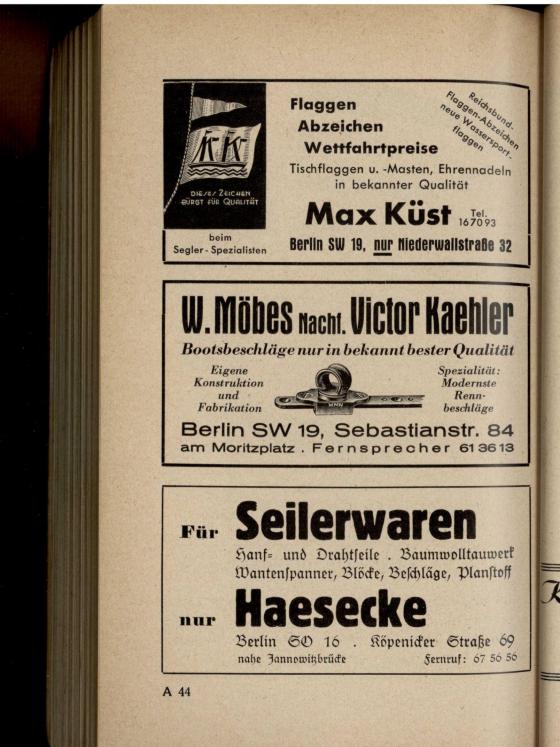 KK
DIESES ZEICHEN
BÜRGT FÜR QUALITÄT
beim
Segler-Spezialisten
Flaggen
Abzeichen
Wettfahrtpreise
Reichsbund-
Flaggen-Abzeichen
neue Wassersport-
flaggen
Tischflaggen u. -Masten, Ehrennadeln
in bekannter Qualität
Max Küst Tel. 167093
Berlin SW 19, nur Niederwallstraße 32
W. Möbes Nachf. Victor Kaehler
Bootsbeschläge nur in bekannt bester Qualität
Eigene
Konstruktion
und
Fabrikation
Spezialität:
Modernste
Renn-
beschläge
Berlin SW 19, Sebastianstr. 84
am Moritzplatz . Fernsprecher 613613
Für Seilerwaren
Hanf- und Drahtseile . Baumwolltauwerk
Wantenspanner, Blöcke, Beschläge, Planstoff
nur Haesecke
Berlin SO 16 . Köpenicker Straße 69
nahe Jannowitzbrücke Fernruf: 67 56 56
A 44